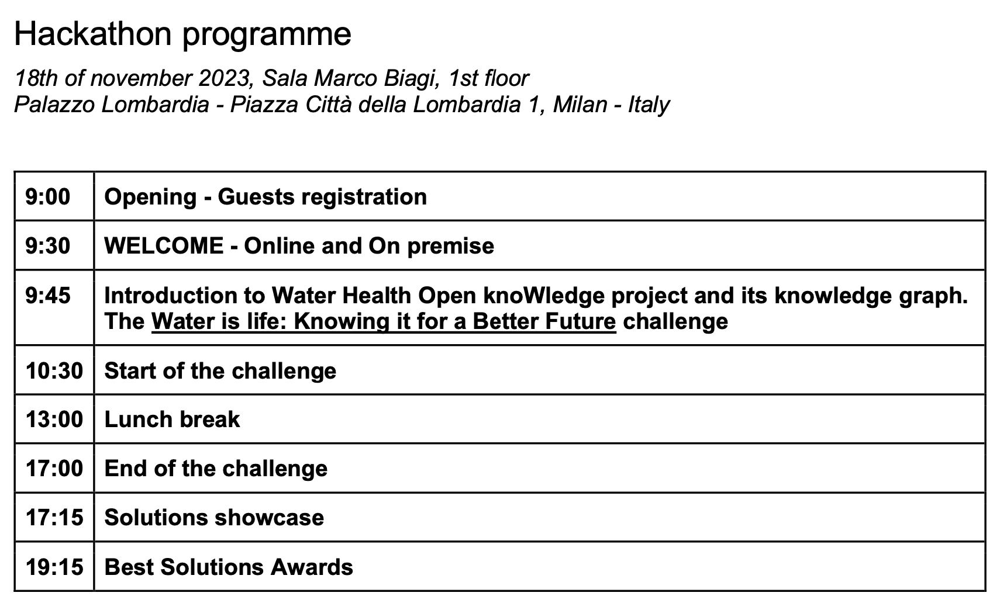 Hackathon programme
18th of november 2023, Sala Marco Biagi, 1st floor
Palazzo Lombardia - Piazza Città della Lombardia 1, Milan - Italy
9:00 Opening - Guests registration
9:30 WELCOME - Online and On premise
9:45 Introduction to Water Health Open knoWledge project and its knowledge graph.
The Water is life: Knowing it for a Better Future challenge
10:30 Start of the challenge
13:00 Lunch break
17:00 End of the challenge
17:15 Solutions showcase
19:15 Best Solutions Awards